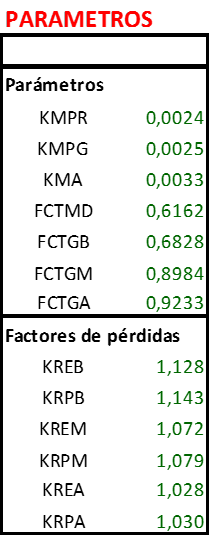 PARAMETROS
Parámetros
KMPR 0,0024
KMPG 0,0025
KMA 0,0033
FCTMD 0,6162
FCTGB 0,6828
FCTGM 0,8984
FCTGA 0,9233
Factores de pérdidas
KREB 1,128
KRPB 1,143
KREM 1,072
KRPM 1,079
KREA 1,028
KRPA 1,030